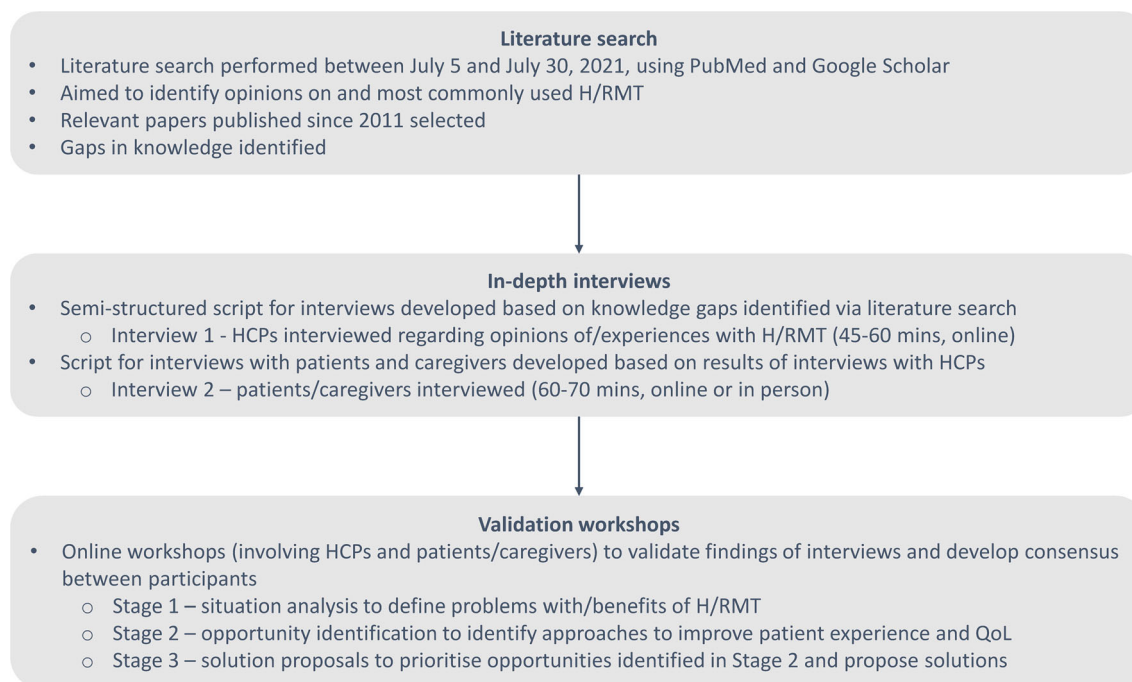 Literature search
• Literature search performed between July 5 and July 30, 2021, using PubMed and Google Scholar
• Aimed to identify opinions on and most commonly used H/RMT
• Relevant papers published since 2011 selected
• Gaps in knowledge identified
In-depth interviews
• Semi-structured script for interviews developed based on knowledge gaps identified via literature search
o Interview 1 - HCPs interviewed regarding opinions of/experiences with H/RMT (45-60 mins, online)
• Script for interviews with patients and caregivers developed based on results of interviews with HCPs
o Interview 2 – patients/caregivers interviewed (60-70 mins, online or in person)
Validation workshops
• Online workshops (involving HCPs and patients/caregivers) to validate findings of interviews and develop consensus
between participants
o Stage 1 – situation analysis to define problems with/benefits of H/RMT
o Stage 2 – opportunity identification to identify approaches to improve patient experience and QoL
o Stage 3 – solution proposals to prioritise opportunities identified in Stage 2 and propose solutions